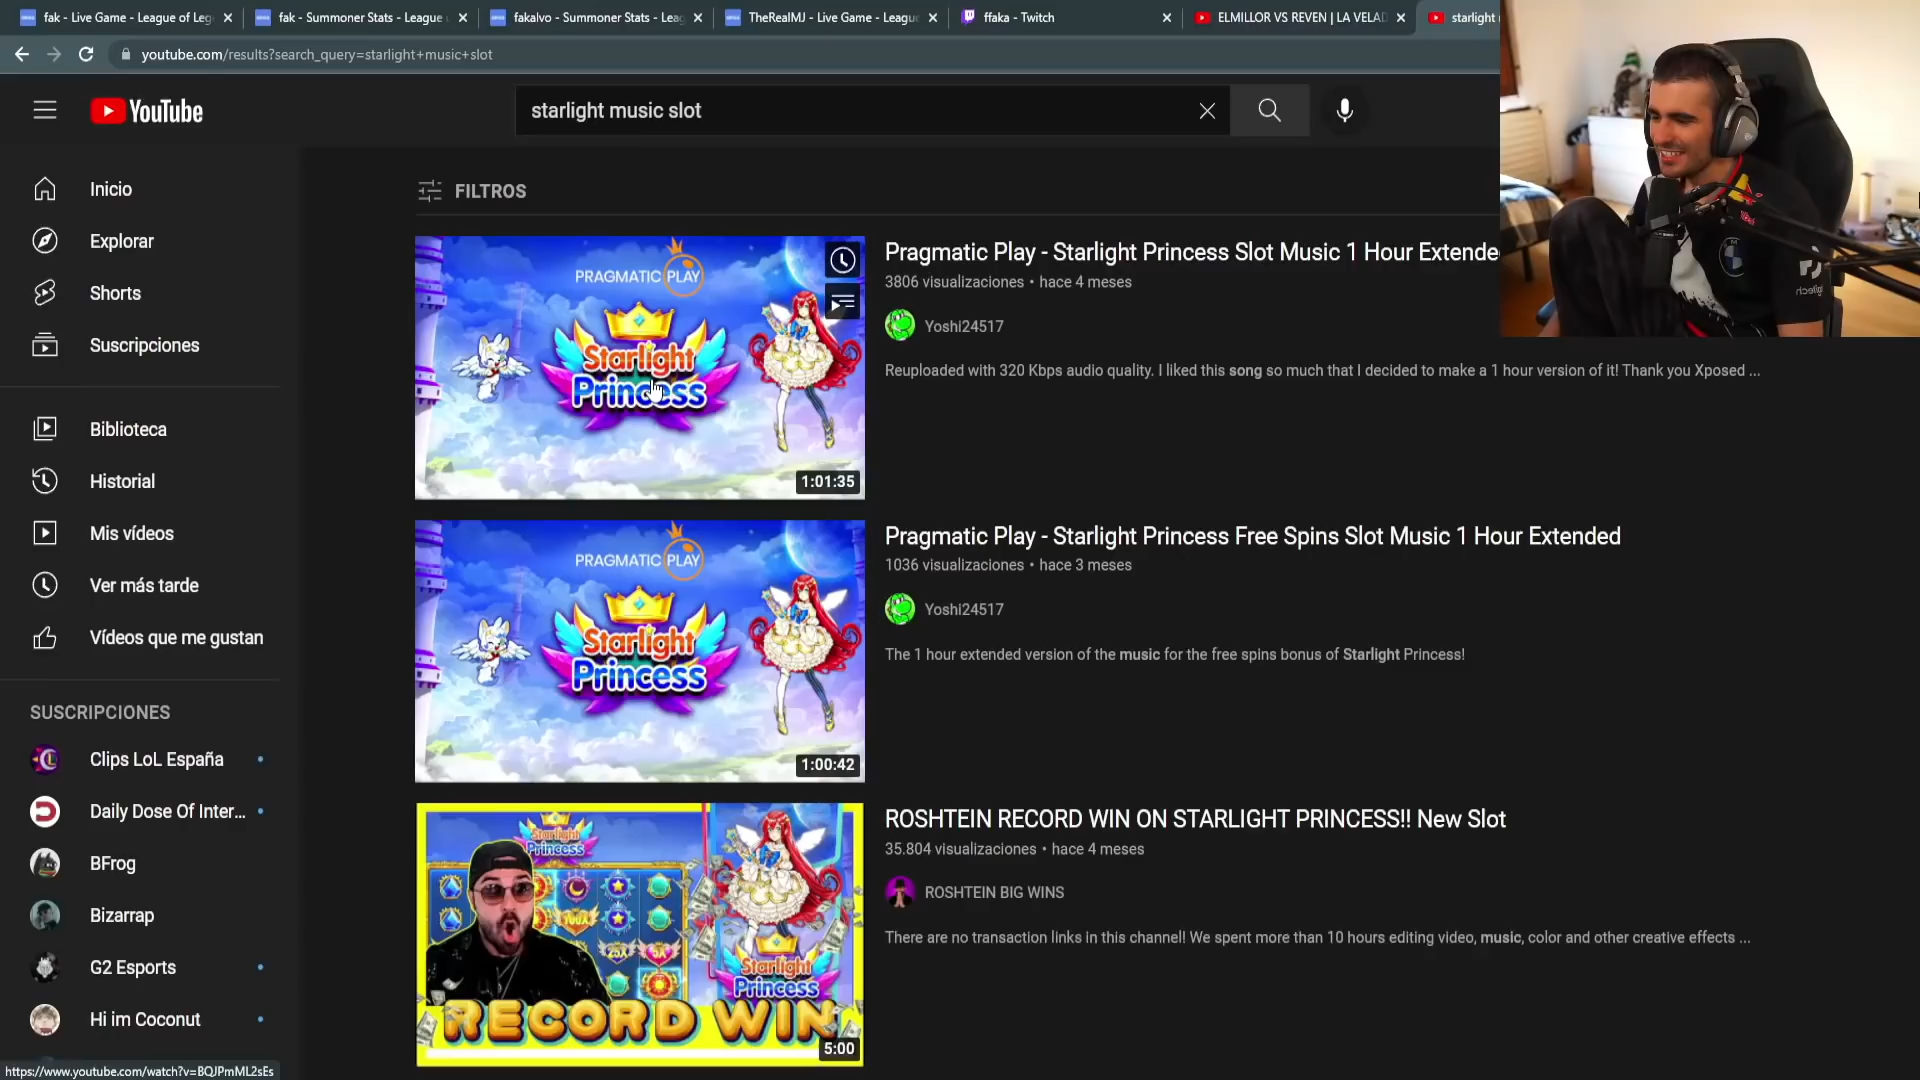 fak - Live Game - League of Leg
fak - Summoner Stats - League
fakalvo - Summoner Stats - Leag
TheRealMJ - Live Game - League
ffaka - Twitch
ELMILLOR VS REVEN | LA VELAD
starlight
youtube.com/results?search_query=starlight+music+slot
YouTube
starlight music slot
Inicio
Explorar
Shorts
Suscripciones
Biblioteca
Historial
Mis vídeos
Ver más tarde
Vídeos que me gustan
SUSCRIPCIONES
Clips LoL España
Daily Dose Of Inter...
BFrog
Bizarrap
G2 Esports
Hi im Coconut
https://www.youtube.com/watch?v=BQJPmML2sEs
FILTROS
PRAGMATIC PLAY
Starlight
Princess
1:01:35
Pragmatic Play - Starlight Princess Slot Music 1 Hour Extende
3806 visualizaciones • hace 4 meses
Yoshi24517
Reuploaded with 320 Kbps audio quality. I liked this song so much that I decided to make a 1 hour version of it! Thank you Xposed ...
PRAGMATIC PLAY
Starlight
Princess
1:00:42
Pragmatic Play - Starlight Princess Free Spins Slot Music 1 Hour Extended
1036 visualizaciones • hace 3 meses
Yoshi24517
The 1 hour extended version of the music for the free spins bonus of Starlight Princess!
Starlight
Princess
100X
25X
5X
Starlight
Princess
RECORD WIN
5:00
ROSHTEIN RECORD WIN ON STARLIGHT PRINCESS!! New Slot
35.804 visualizaciones • hace 4 meses
ROSHTEIN BIG WINS
There are no transaction links in this channel! We spent more than 10 hours editing video, music, color and other creative effects ...